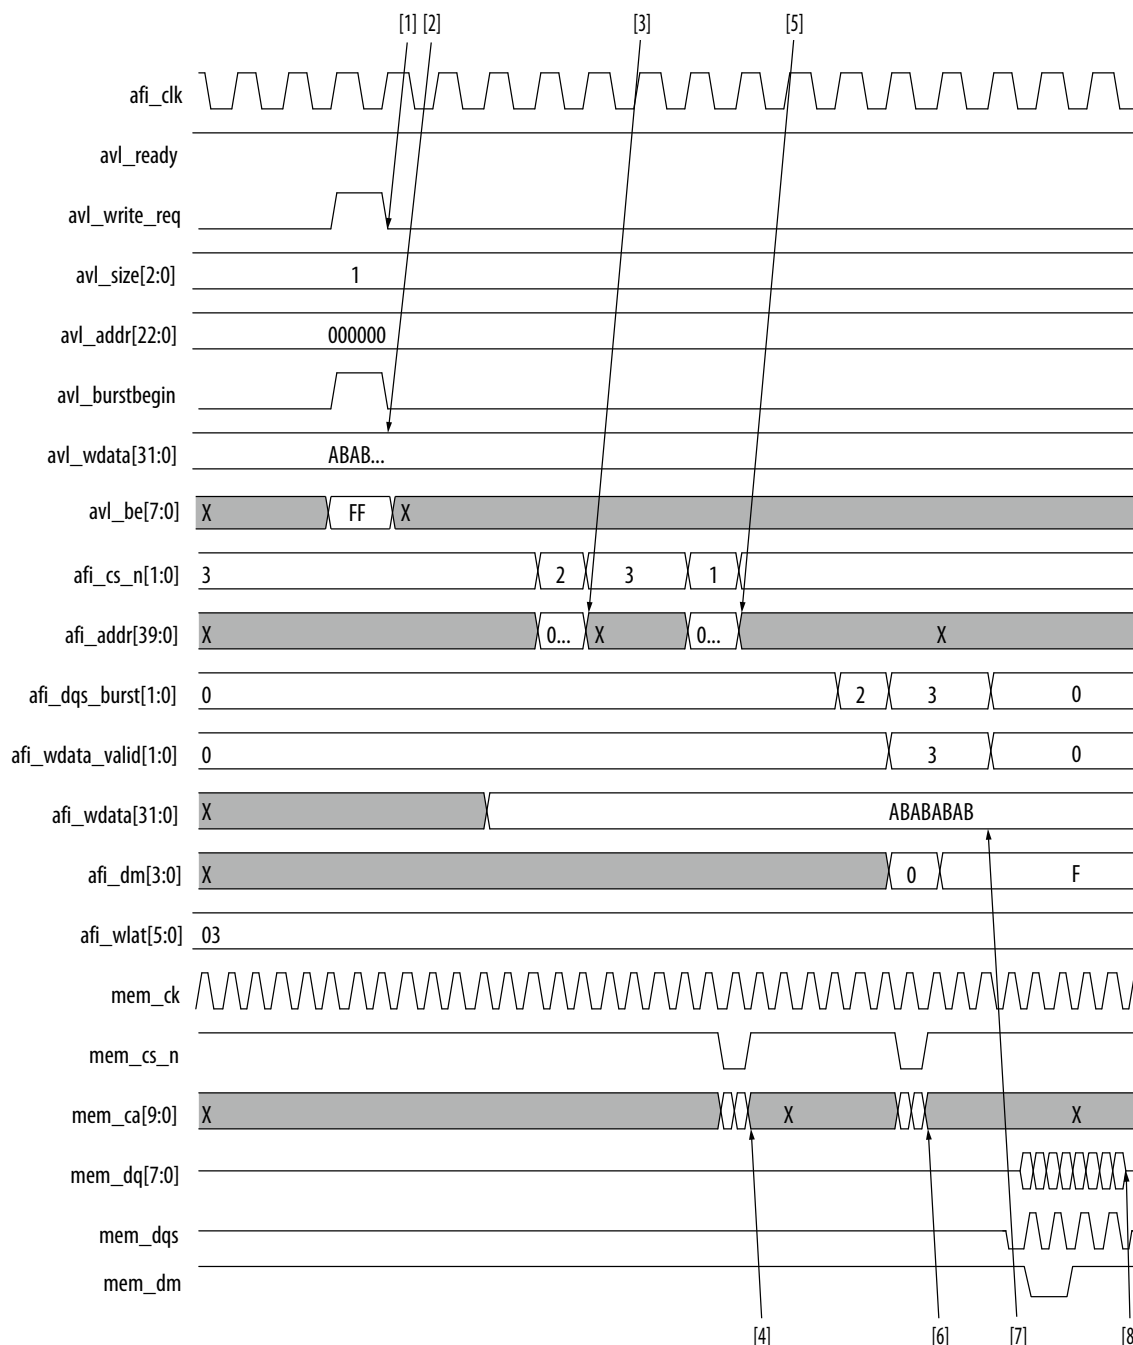 [1] [2] [3] [5]
afi_clk
avl_ready
avl_write_req
avl_size[2:0] 1
avl_addr[22:0] 000000
avl_burstbegin
avl_wdata[31:0] ABAB...
avl_be[7:0] X FF X
afi_cs_n[1:0] 3 2 3 1
afi_addr[39:0] X 0... X 0... X
afi_dqs_burst[1:0] 0 2 3 0
afi_wdata_valid[1:0] 0 3 0
afi_wdata[31:0] X ABABABAB
afi_dm[3:0] X 0 F
afi_wlat[5:0] 03
mem_ck
mem_cs_n
mem_ca[9:0] X X X
mem_dq[7:0]
mem_dqs
mem_dm
[4] [6] [7] [8